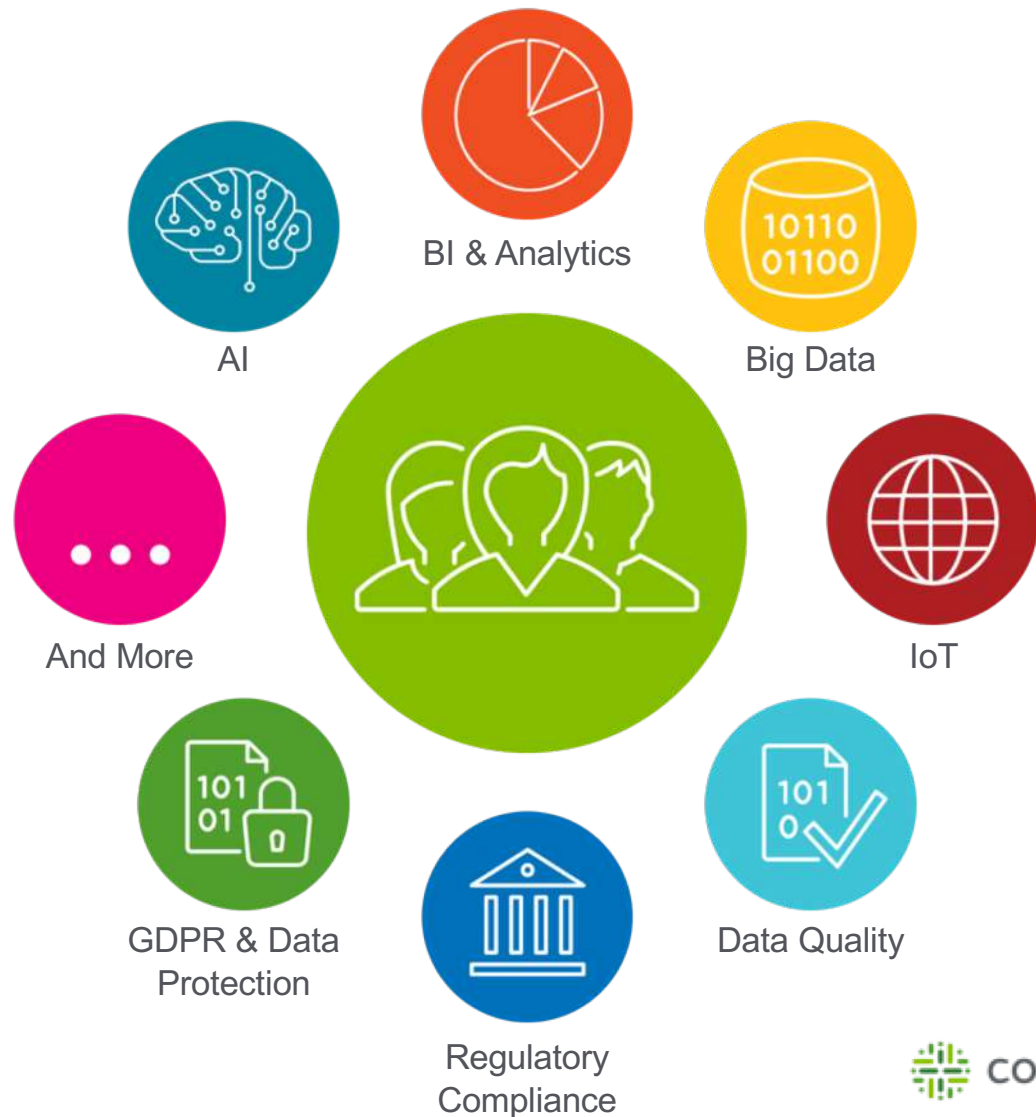 BI & Analytics
10110
01100
AI
Big Data
And More
IoT
101
01
101
0
GDPR & Data
Protection
Data Quality
Regulatory
Compliance
co